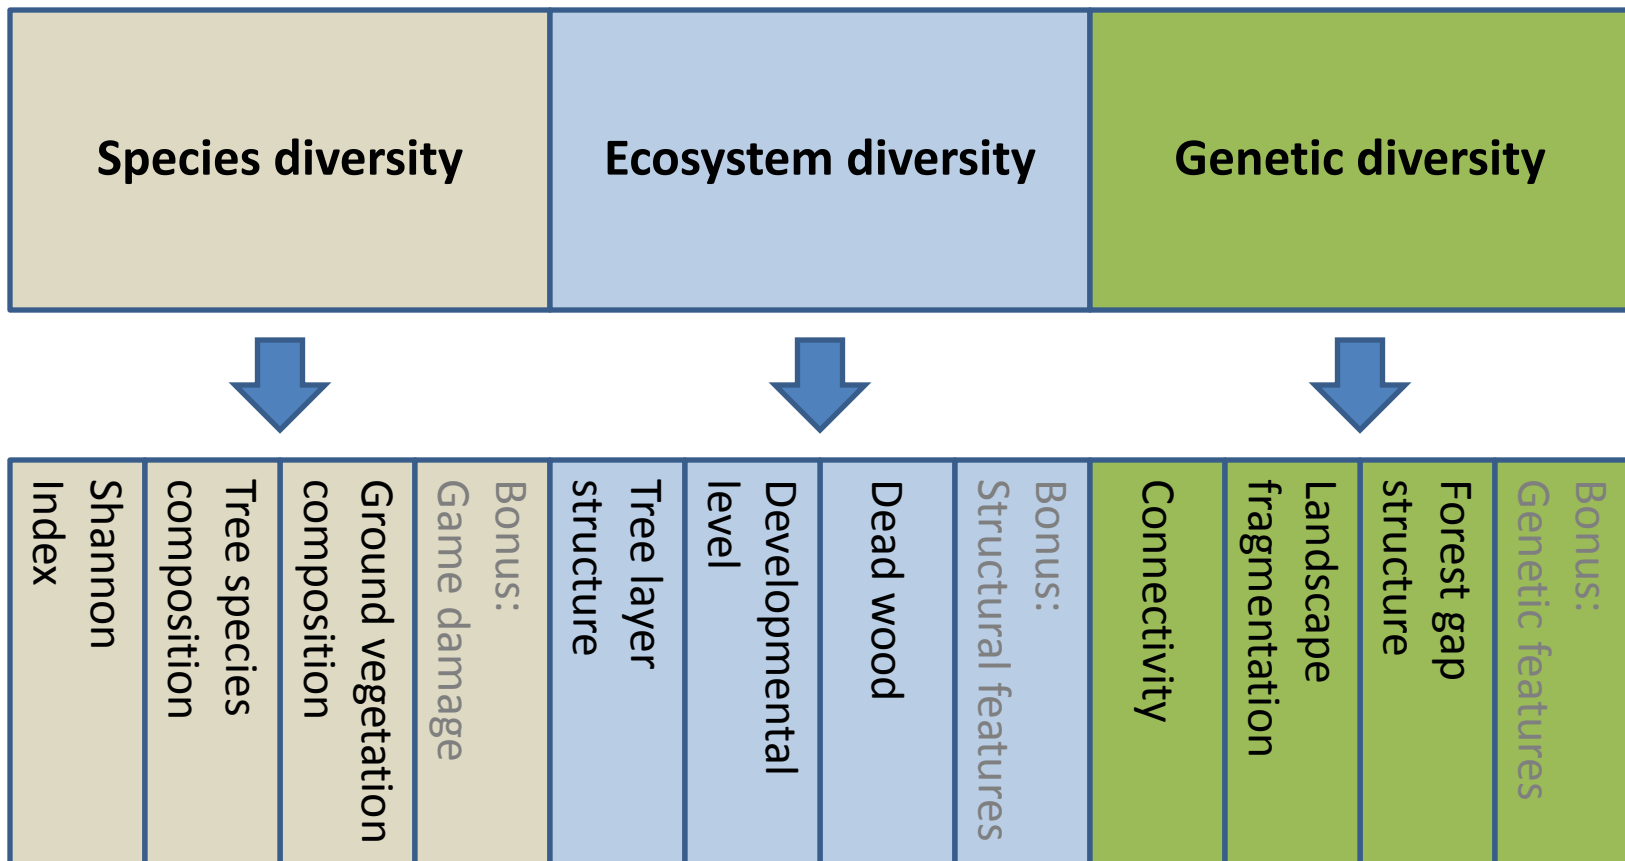 Species diversity
Ecosystem diversity
Genetic diversity
Shannon
Index
Tree species
composition
Ground vegetation
composition
Bonus:
Game damage
Tree layer
structure
Developmental
level
Dead wood
Bonus:
Structural features
Connectivity
Landscape
fragmentation
Forest gap
structure
Bonus:
Genetic features